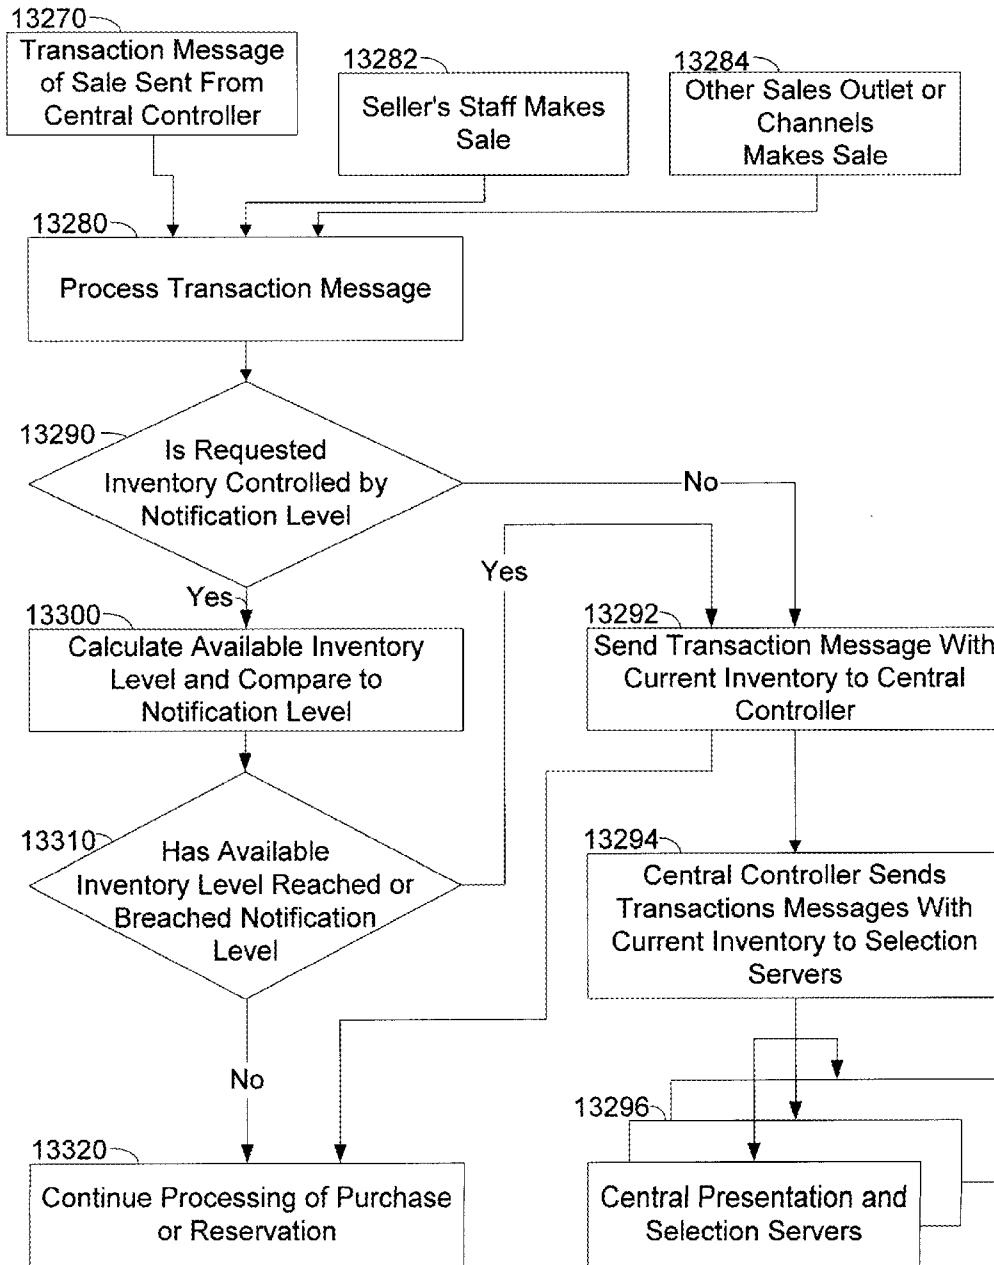 13270
Transaction Message
of Sale Sent From
Central Controller
13282
Seller's Staff Makes
Sale
13284
Other Sales Outlet or
Channels
Makes Sale
13280
Process Transaction Message
13290
Is Requested
Inventory Controlled by
Notification Level
No
Yes
Yes
13300
Calculate Available Inventory
Level and Compare to
Notification Level
13292
Send Transaction Message With
Current Inventory to Central
Controller
13310
Has Available
Inventory Level Reached or
Breached Notification
Level
13294
Central Controller Sends
Transactions Messages With
Current Inventory to Selection
Servers
No
13296
Central Presentation and
Selection Servers
13320
Continue Processing of Purchase
or Reservation